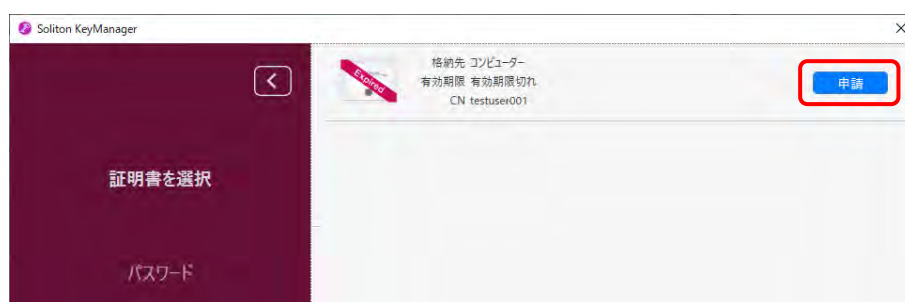 Soliton KeyManager
証明書を選択
パスワード
Expired
格納先 コンピューター
有効期限 有効期限切れ
CN testuser001
申請